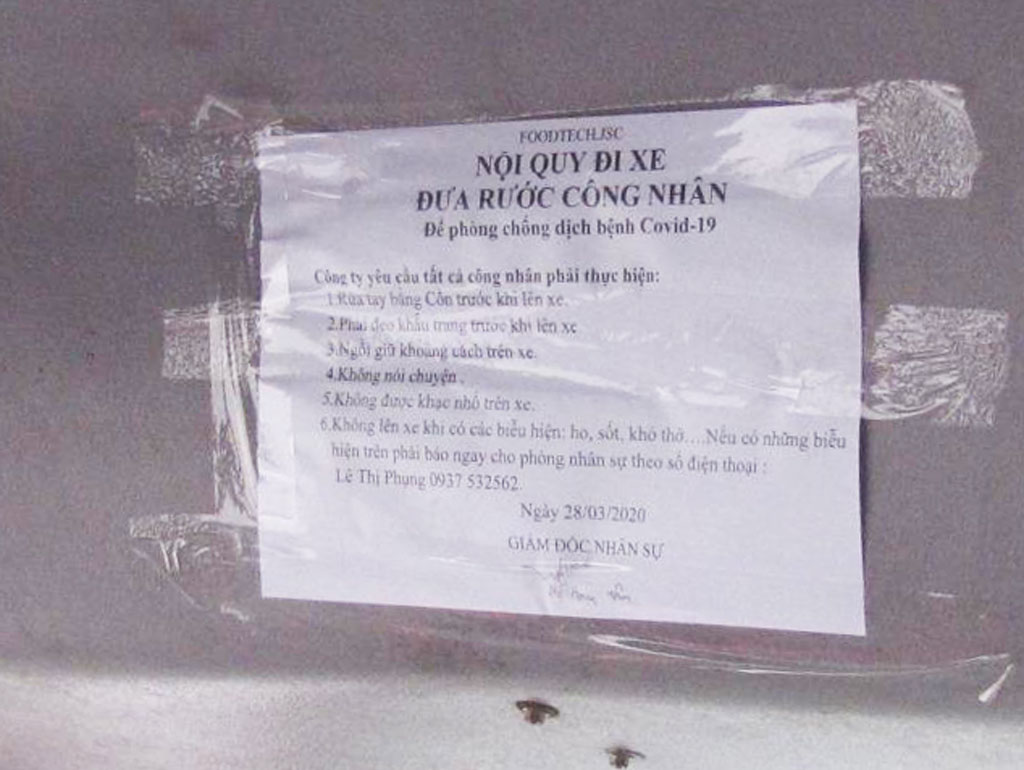 FOODTECH.JSC
NỘI QUY ĐI XE
ĐƯA RƯỚC CÔNG NHÂN
Để phòng chống dịch bệnh Covid-19
Công ty yêu cầu tất cả công nhân phải thực hiện:
1.Rửa tay bằng Cồn trước khi lên xe.
2.Phải đeo khẩu trang trước khi lên xe
3.Ngồi giữ khoảng cách trên xe.
4.Không nói chuyện .
5.Không được khạc nhổ trên xe.
6.Không lên xe khi có các biểu hiện: ho, sốt, khó thở….Nếu có những biểu
hiện trên phải báo ngay cho phòng nhân sự theo số điện thoại :
Lê Thị Phụng 0937 532562.
Ngày 28/03/2020
GIÁM ĐỐC NHÂN SỰ